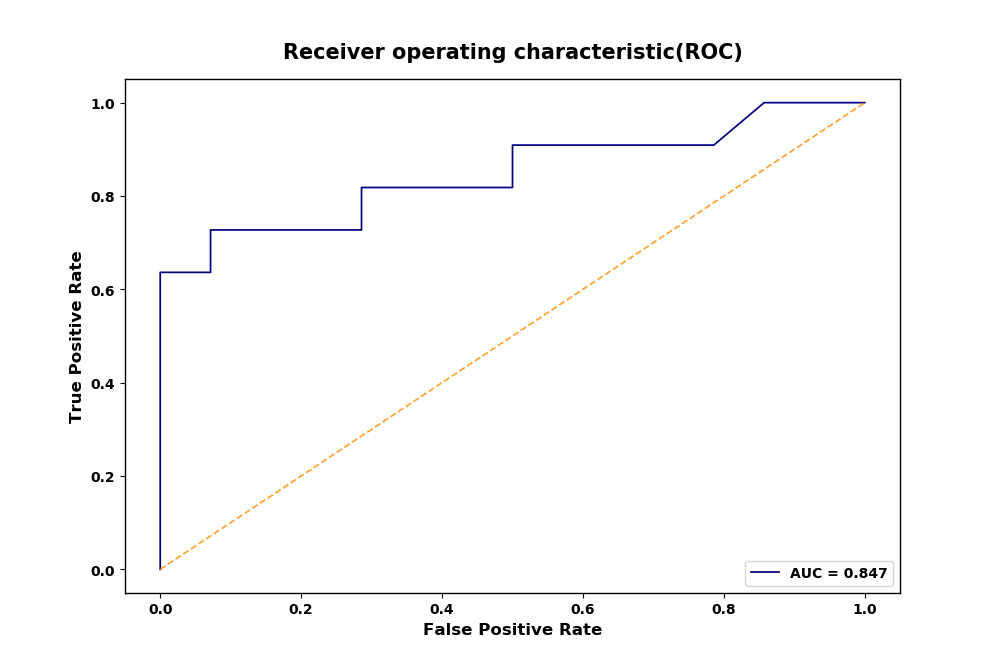 Receiver operating characteristic(ROC)
True Positive Rate
1.0
0.8
0.6
0.4
0.2
0.0
AUC = 0.847
0.0 0.2 0.4 0.6 0.8 1.0
False Positive Rate